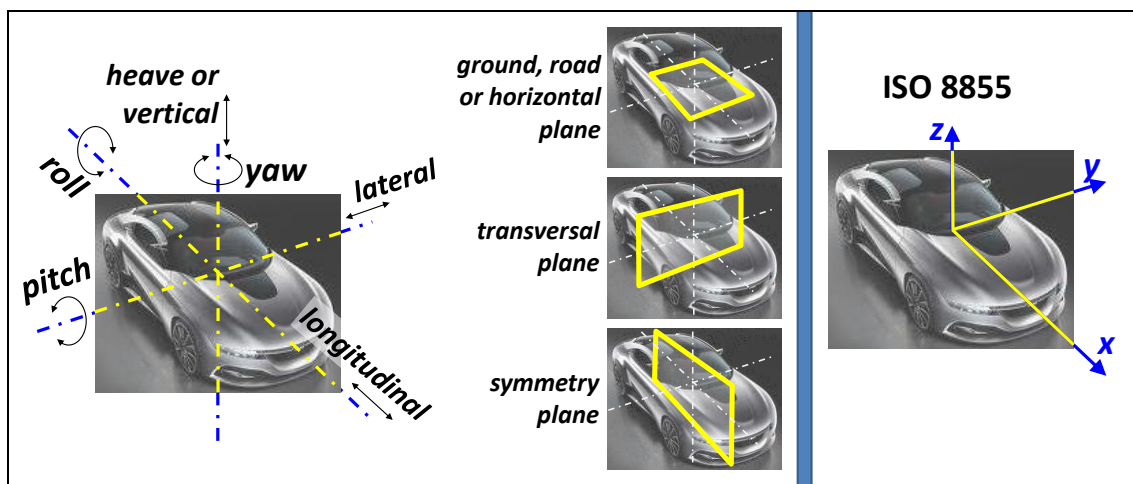 heave or
vertical
roll
yaw
lateral
pitch
longitudinal
ground, road
or horizontal
plane
transversal
plane
symmetry
plane
ISO 8855
z
y
x